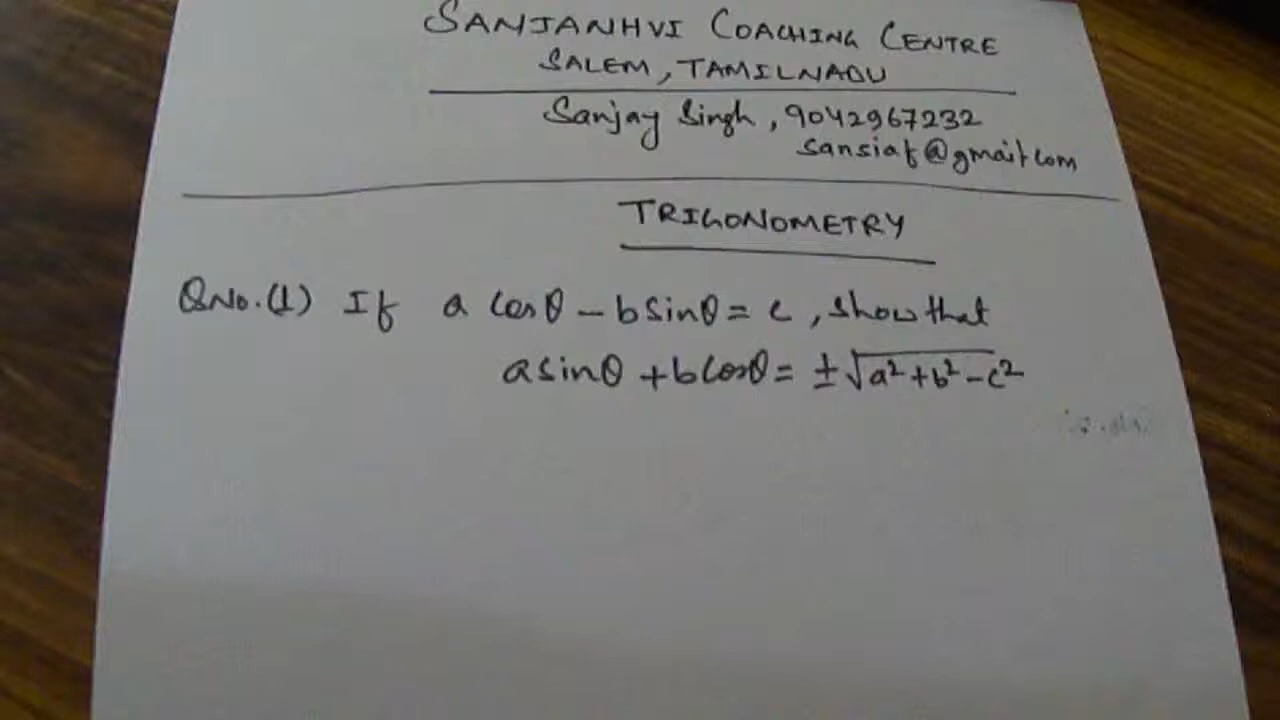 SANJANHVI COACHING CENTRE
SALEM, TAMILNADU
Sanjay Singh, 9042967232
sansiaf@gmail.com
TRIGONOMETRY
QNo.(1) If a cosθ - b sinθ = c, show that
a sinθ + b cosθ = ± √a² + b² - c²